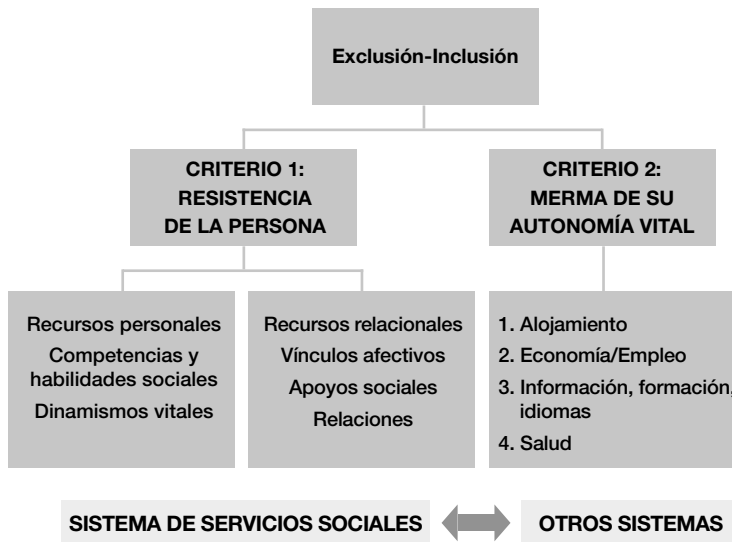 Exclusión-Inclusión
CRITERIO 1:
RESISTENCIA
DE LA PERSONA
CRITERIO 2:
MERMA DE SU
AUTONOMÍA VITAL
Recursos personales
Competencias y
habilidades sociales
Dinamismos vitales
Recursos relacionales
Vínculos afectivos
Apoyos sociales
Relaciones
1. Alojamiento
2. Economía/Empleo
3. Información, formación,
idiomas
4. Salud
SISTEMA DE SERVICIOS SOCIALES
OTROS SISTEMAS